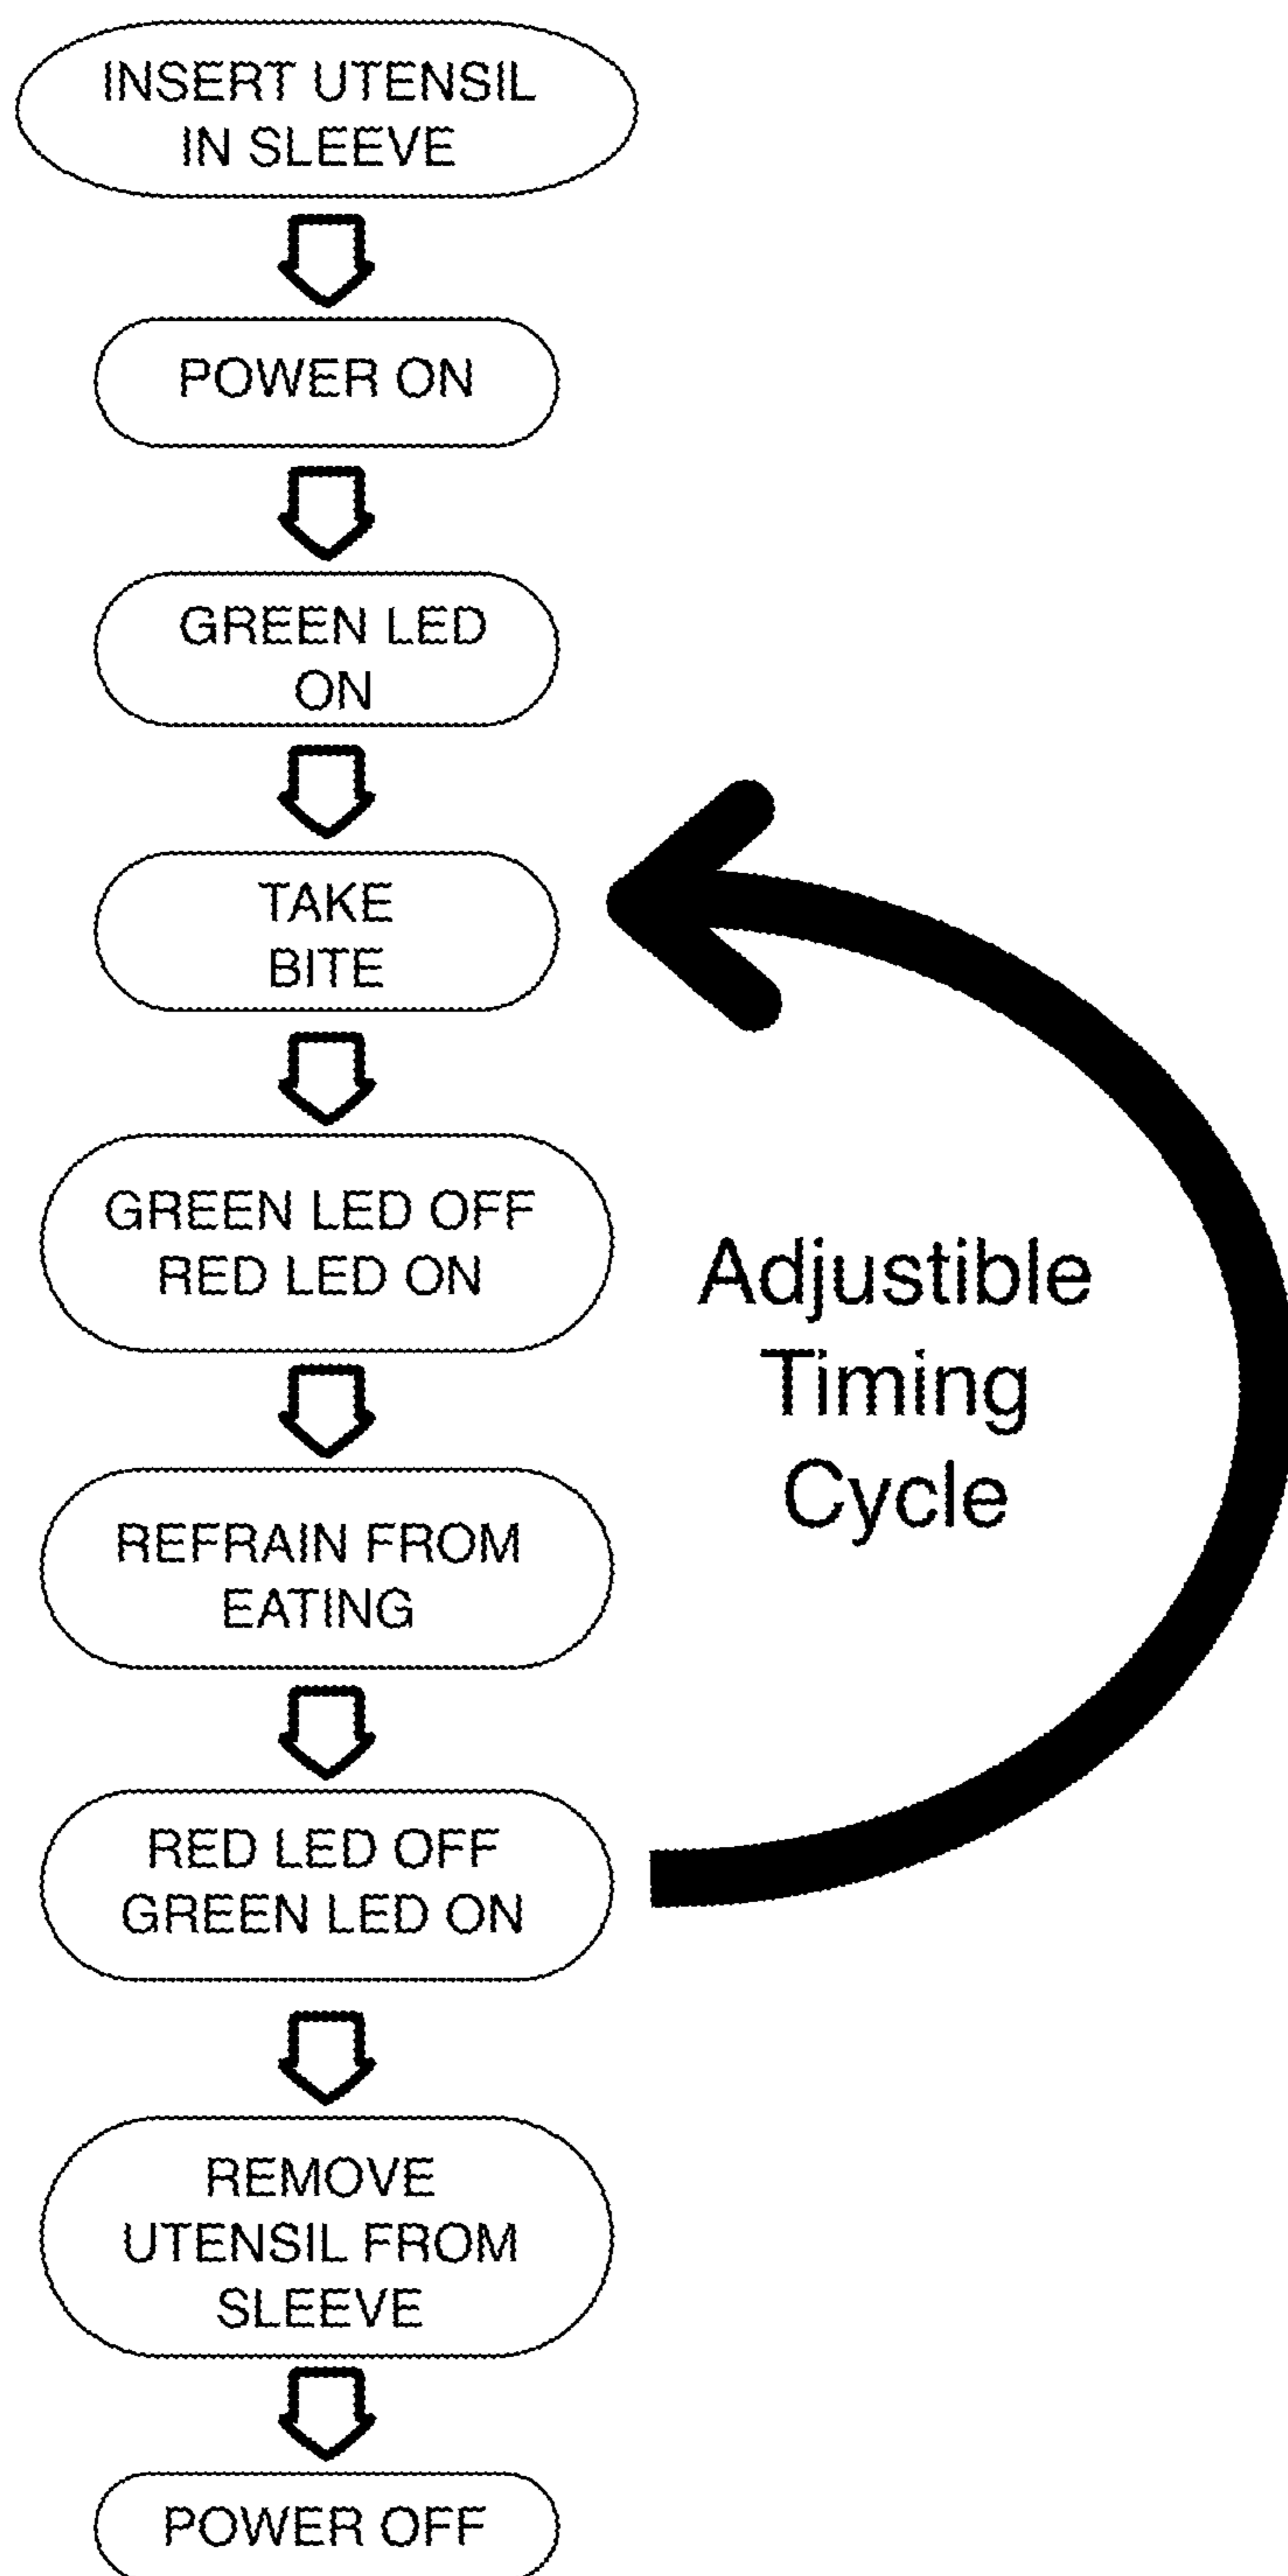 INSERT UTENSIL
IN SLEEVE
POWER ON
GREEN LED
ON
TAKE
BITE
GREEN LED OFF
RED LED ON
Adjustible
Timing
Cycle
REFRAIN FROM
EATING
RED LED OFF
GREEN LED ON
REMOVE
UTENSIL FROM
SLEEVE
POWER OFF